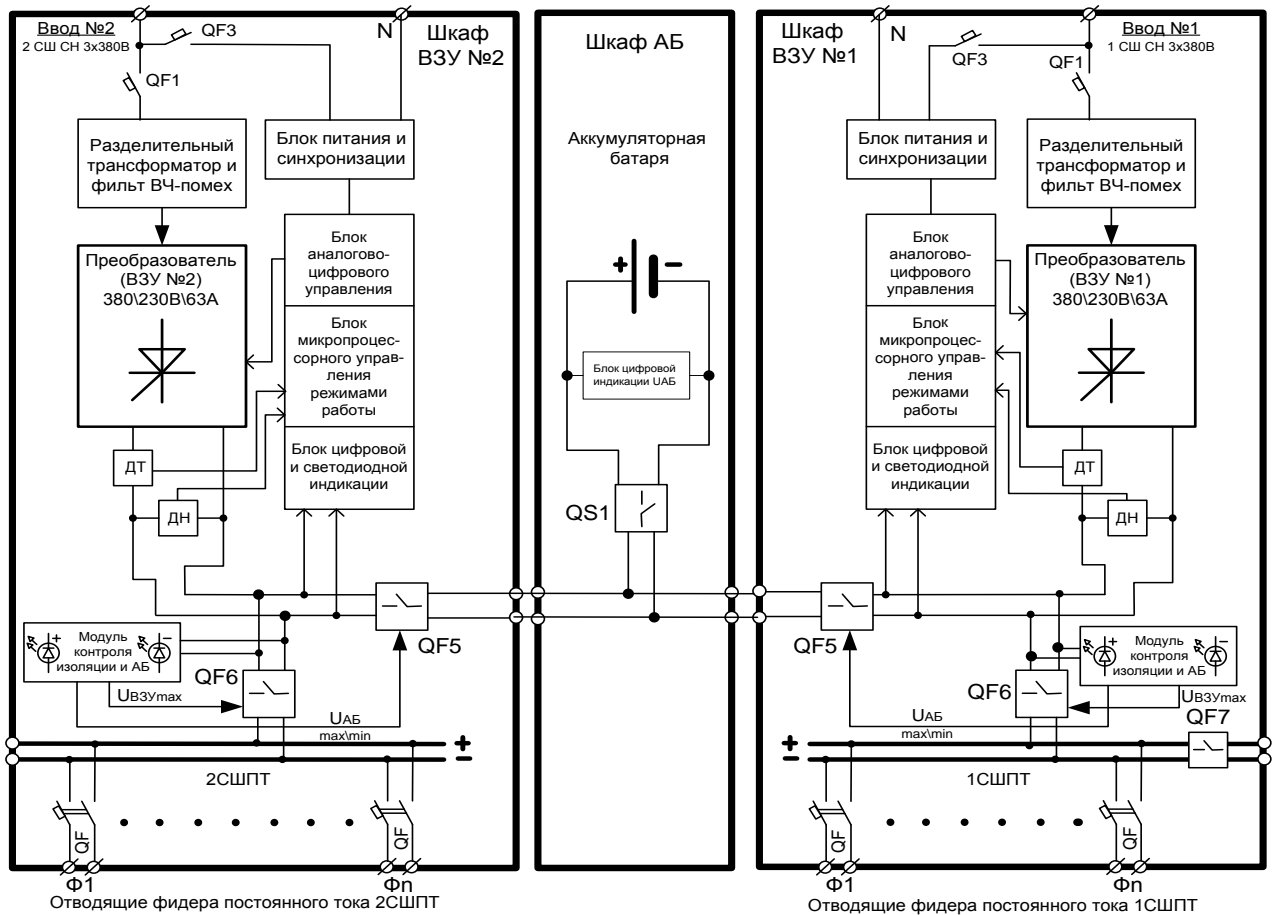 Ввод №2
2 СШ СН 3х380В
QF3
N
Шкаф
ВЗУ №2
QF1
Разделительный
трансформатор и
фильт ВЧ-помех
Блок питания и
синхронизации
Преобразователь
(ВЗУ №2)
380\230В\63А
Блок
аналогово-
цифрового
управления
Блок
микропроцес-
сорного управ-
ления
режимами
работы
Блок цифровой
и светодиодной
индикации
ДТ
ДН
QF5
Модуль
контроля
изоляции и АБ
+
−
QF6
UВЗУmax
UАБ
max\min
+
−
2СШПТ
QF
QF
Ф1
Фn
Отводящие фидера постоянного тока 2СШПТ
Шкаф АБ
Аккумуляторная
батаря
+
−
Блок цифровой
индикации UАБ
QS1
Шкаф
ВЗУ №1
N
QF3
Ввод №1
1 СШ СН 3х380В
QF1
Блок питания и
синхронизации
Разделительный
трансформатор и
фильт ВЧ-помех
Блок
аналогово-
цифрового
управления
Блок
микропроцес-
сорного управ-
ления
режимами
работы
Блок цифровой
и светодиодной
индикации
Преобразователь
(ВЗУ №1)
380\230В\63А
ДТ
ДН
QF5
QF6
Модуль
контроля
изоляции и АБ
+
−
UВЗУmax
UАБ
max\min
QF7
+
−
1СШПТ
QF
QF
Ф1
Фn
Отводящие фидера постоянного тока 1СШПТ